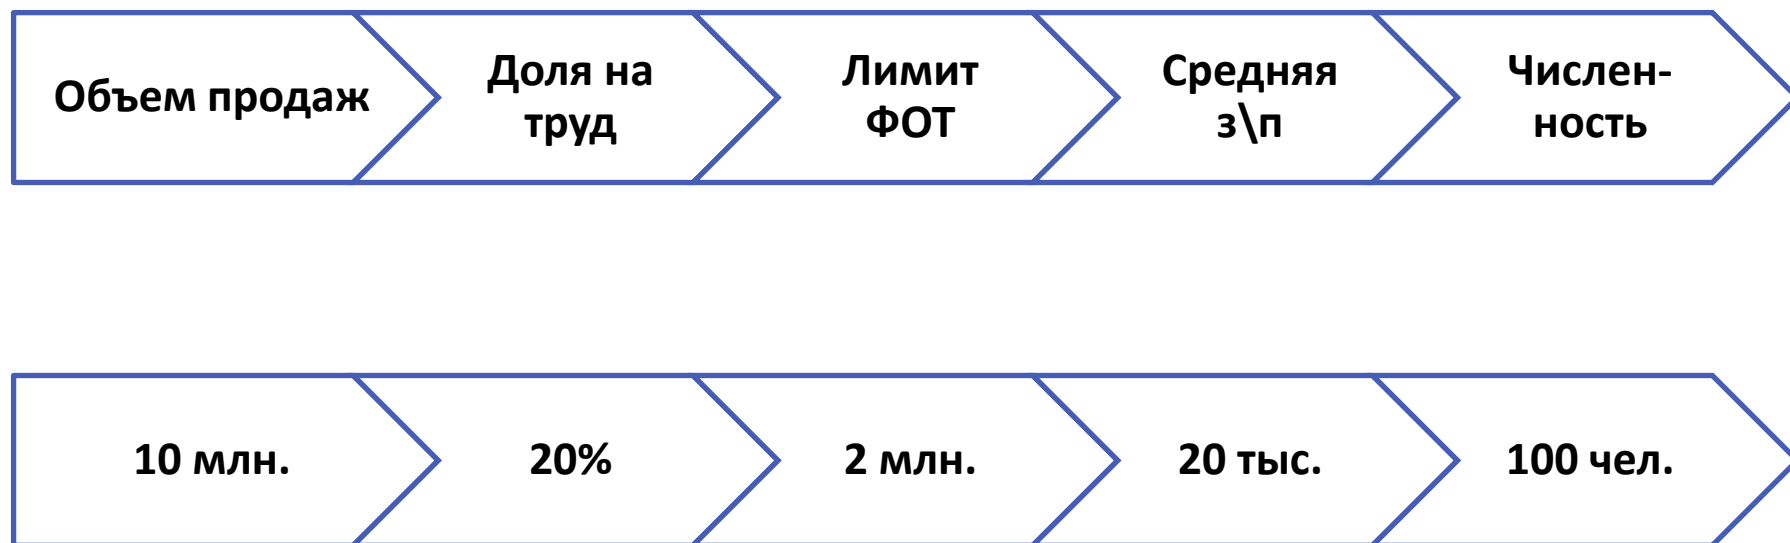 Объем продаж
Доля на
труд
Лимит
ФОТ
Средняя
з\п
Числен-
ность
10 млн.
20%
2 млн.
20 тыс.
100 чел.